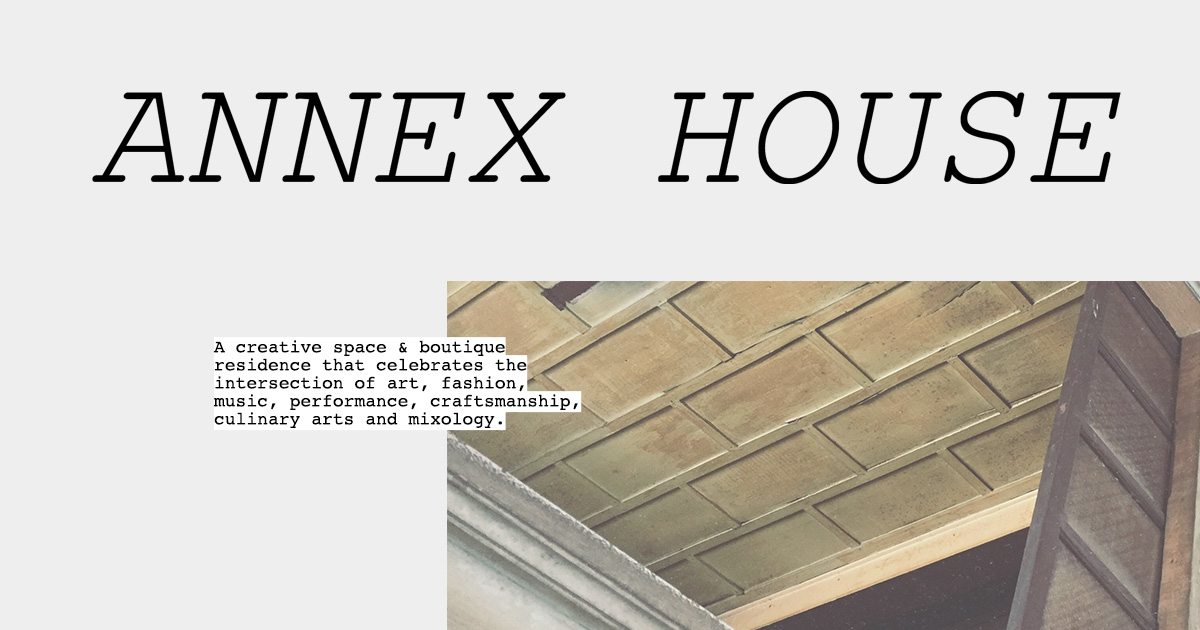 ANNEX HOUSE
A creative space & boutique
residence that celebrates the
intersection of art, fashion,
music, performance, craftsmanship,
culinary arts and mixology.